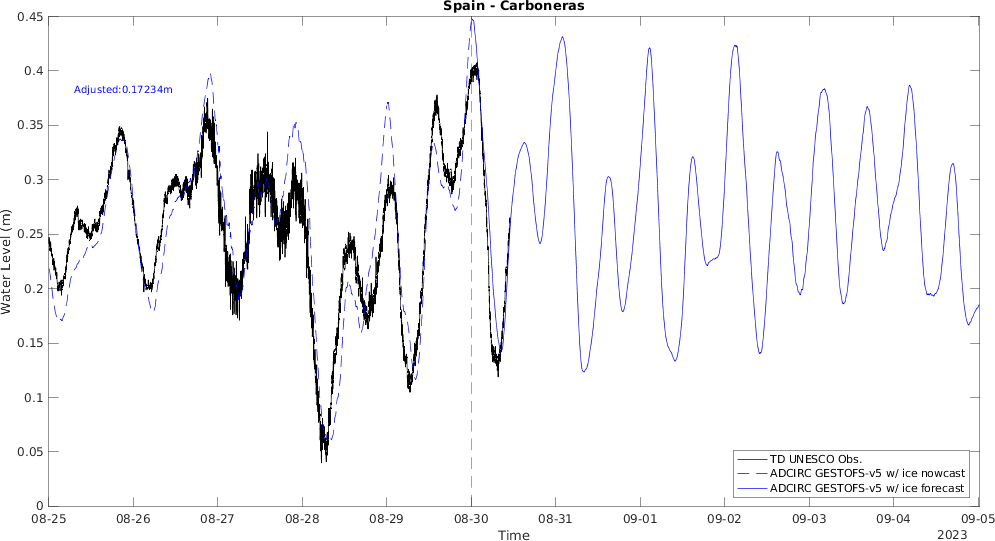 Spain - Carboneras
0.45
0.4
Adjusted:0.17234m
0.35
0.3
0.25
0.2
0.15
0.1
0.05
0
Water Level (m)
TD UNESCO Obs.
ADCIRC GESTOFS-v5 w/ ice nowcast
ADCIRC GESTOFS-v5 w/ ice forecast
08-25 08-26 08-27 08-28 08-29 08-30 08-31 09-01 09-02 09-03 09-04 09-05
Time
2023